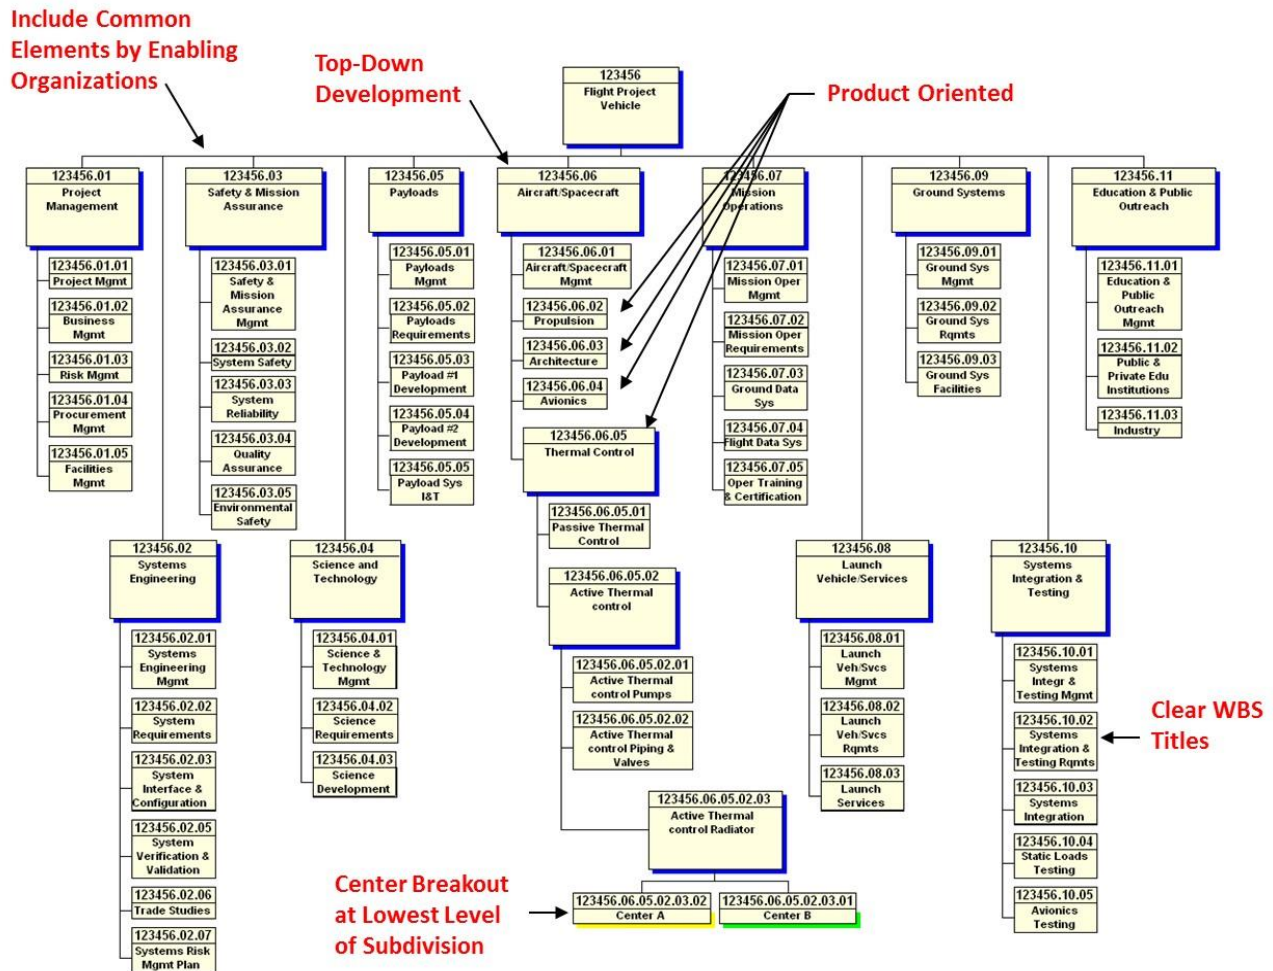 Include Common
Elements by Enabling
Organizations
Top-Down
Development
123456
Flight Project
Vehicle
Product Oriented
123456.01
Project
Management
123456.01.01
Project Mgmt
123456.01.02
Business
Mgmt
123456.01.03
Risk Mgmt
123456.01.04
Procurement
Mgmt
123456.01.05
Facilities
Mgmt
123456.03
Safety & Mission
Assurance
123456.03.01
Safety &
Mission
Assurance
Mgmt
123456.03.02
System Safety
123456.03.03
System
Reliability
123456.03.04
Quality
Assurance
123456.03.05
Environmental
Safety
123456.05
Payloads
123456.05.01
Payloads
Mgmt
123456.05.02
Payloads
Requirements
123456.05.03
Payload #1
Development
123456.05.04
Payload #2
Development
123456.05.05
Payload Sys
I&T
123456.06
Aircraft/Spacecraft
123456.06.01
Aircraft/Spacecraft
Mgmt
123456.06.02
Propulsion
123456.06.03
Architecture
123456.06.04
Avionics
123456.06.05
Thermal Control
123456.06.05.01
Passive Thermal
Control
123456.06.05.02
Active Thermal
control
123456.06.05.02.01
Active Thermal
control Pumps
123456.06.05.02.02
Active Thermal
control Piping &
Valves
123456.06.05.02.03
Active Thermal
control Radiator
123456.06.05.02.03.02
Center A
123456.06.05.02.03.01
Center B
123456.07
Mission
Operations
123456.07.01
Mission Oper
Mgmt
123456.07.02
Mission Oper
Requirements
123456.07.03
Ground Data
Sys
123456.07.04
Flight Data Sys
123456.07.05
Oper Training
& Certification
123456.09
Ground Systems
123456.09.01
Ground Sys
Mgmt
123456.09.02
Ground Sys
Rqmts
123456.09.03
Ground Sys
Facilities
123456.11
Education & Public
Outreach
123456.11.01
Education &
Public
Outreach
Mgmt
123456.11.02
Public &
Private Edu
Institutions
123456.11.03
Industry
123456.02
Systems
Engineering
123456.02.01
Systems
Engineering
Mgmt
123456.02.02
System
Requirements
123456.02.03
System
Interface &
Configuration
123456.02.05
System
Verification &
Validation
123456.02.06
Trade Studies
123456.02.07
Systems Risk
Mgmt Plan
123456.04
Science and
Technology
123456.04.01
Science &
Technology
Mgmt
123456.04.02
Science
Requirements
123456.04.03
Science
Development
123456.08
Launch
Vehicle/Services
123456.08.01
Launch
Veh/Svcs
Mgmt
123456.08.02
Launch
Veh/Svcs
Rqmts
123456.08.03
Launch
Services
123456.10
Systems
Integration &
Testing
123456.10.01
Systems
Integr &
Testing Mgmt
123456.10.02
Systems
Integration &
Testing Rqmts
123456.10.03
Systems
Integration
123456.10.04
Static Loads
Testing
123456.10.05
Avionics
Testing
Clear WBS
Titles
Center Breakout
at Lowest Level
of Subdivision